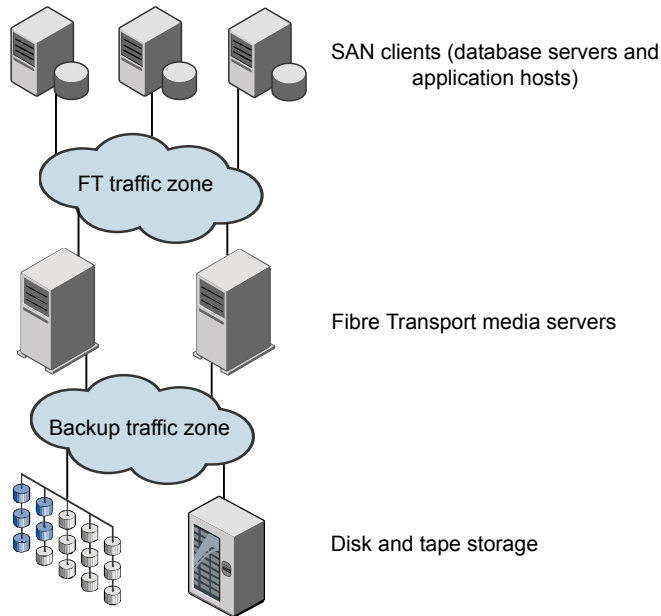 SAN clients (database servers and
application hosts)
FT traffic zone
Fibre Transport media servers
Backup traffic zone
Disk and tape storage